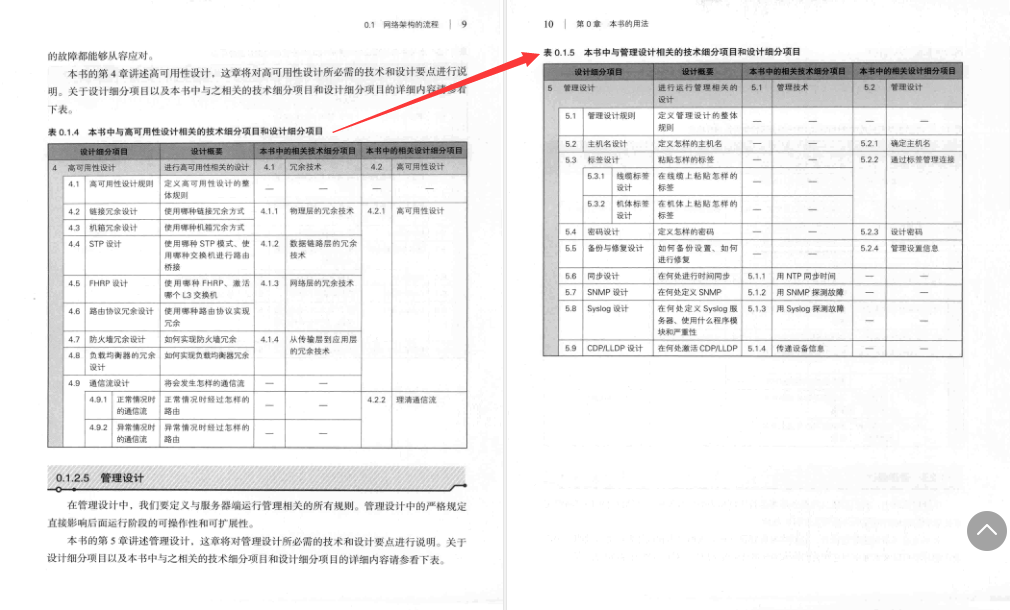 0.1 网络架构的流程 | 9
的故障都能够从容应对。
本书的第 4 章讲述高可用性设计，这章将对高可用性设计所必需的技术和设计要点进行说
明。关于设计细分项目以及本书中与之相关的技术细分项目和设计细分项目的详细内容请参看
下表。
表 0.1.4 本书中与高可用性设计相关的技术细分项目和设计细分项目
设计细分项目 设计概要 本书中的相关技术细分项目 本书中的相关设计细分项目
4 高可用性设计 进行高可用性相关的设计 4.1 冗余技术 4.2 高可用性设计
4.1 高可用性设计规则 定义高可用性设计的整 — — — —
体规则
4.2 链接冗余设计 使用哪种链接冗余方式 4.1.1 物理层的冗余技术 4.2.1 高可用性设计
4.3 机箱冗余设计 使用哪种机箱冗余方式
4.4 STP 设计 使用哪种 STP 模式、使 4.1.2 数据链路层的冗余
用哪种交换机进行路由 技术
桥接
4.5 FHRP 设计 使用哪种 FHRP、激活 4.1.3 网络层的冗余技术
哪个 L3 交换机
4.6 路由协议冗余设计 使用哪种路由协议实现
冗余
4.7 防火墙冗余设计 如何实现防火墙冗余 4.1.4 从传输层到应用层
4.8 负载均衡器的冗余 如何实现负载均衡器冗余 的冗余技术
设计
4.9 通信流设计 将会发生怎样的通信流 — —
4.9.1 正常情况时 正常情况时经过怎样的 — — 4.2.2 理清通信流
的通信流 路由
4.9.2 异常情况时 异常情况时经过怎样的 — —
的通信流 路由
0.1.2.5 管理设计
在管理设计中，我们要定义与服务器端运行管理相关的所有规则。管理设计中的严格规定
直接影响后面运行阶段的可操作性和可扩展性。
本书的第 5 章讲述管理设计，这章将对管理设计所必需的技术和设计要点进行说明。关于
设计细分项目以及本书中与之相关的技术细分项目和设计细分项目的详细内容请参看下表。
10 | 第 0 章 本书的用法
表 0.1.5 本书中与管理设计相关的技术细分项目和设计细分项目
设计细分项目 设计概要 本书中的相关技术细分项目 本书中的相关设计细分项目
5 管理设计 进行运行管理相关的 5.1 管理技术 5.2 管理设计
设计
5.1 管理设计规则 定义管理设计的整体 — — — —
规则
5.2 主机名设计 定义怎样的主机名 — — 5.2.1 确定主机名
5.3 标签设计 粘贴怎样的标签 — — 5.2.2 通过标签管理连接
5.3.1 线缆标签 在线缆上粘贴怎样的 — —
设计 标签
5.3.2 机体标签 在机体上粘贴怎样的 — —
设计 标签
5.4 密码设计 定义怎样的密码 — — 5.2.3 设计密码
5.5 备份与修复设计 如何备份设置、如何 — — 5.2.4 管理设置信息
进行修复
5.6 同步设计 在何处进行时间同步 5.1.1 用 NTP 同步时间 — —
5.7 SNMP 设计 在何处定义 SNMP 5.1.2 用 SNMP 探测故障 — —
5.8 Syslog 设计 在何处定义 Syslog 服 5.1.3 用 Syslog 探测故障 — —
务器、使用什么程序模
块和严重性
5.9 CDP/LLDP 设计 在何处激活 CDP/LLDP 5.1.4 传递设备信息 — —